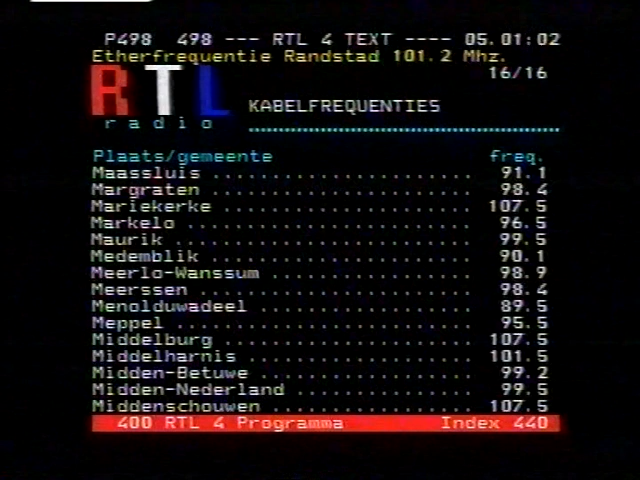 P498 498 --- RTL 4 TEXT ---- 05.01:02
Etherfrequentie Randstad 101.2 Mhz.
16/16
RTL
radio
KABELFREQUENTIES
Plaats/gemeente freq.
Maassluis .................... 91.1
Margraten .................... 98.4
Mariekerke ................... 107.5
Markelo ...................... 96.5
Maurik ....................... 99.5
Medemblik .................... 90.1
Meerlo-Wanssum ............... 98.9
Meerssen ..................... 98.4
Menolduwadeel ................ 89.5
Meppel ....................... 95.5
Middelburg ................... 107.5
Middelharnis ................. 101.5
Midden-Betuwe ................ 99.2
Midden-Nederland ............. 99.5
Middenschouwen ............... 107.5
400 RTL 4 Programma Index 440